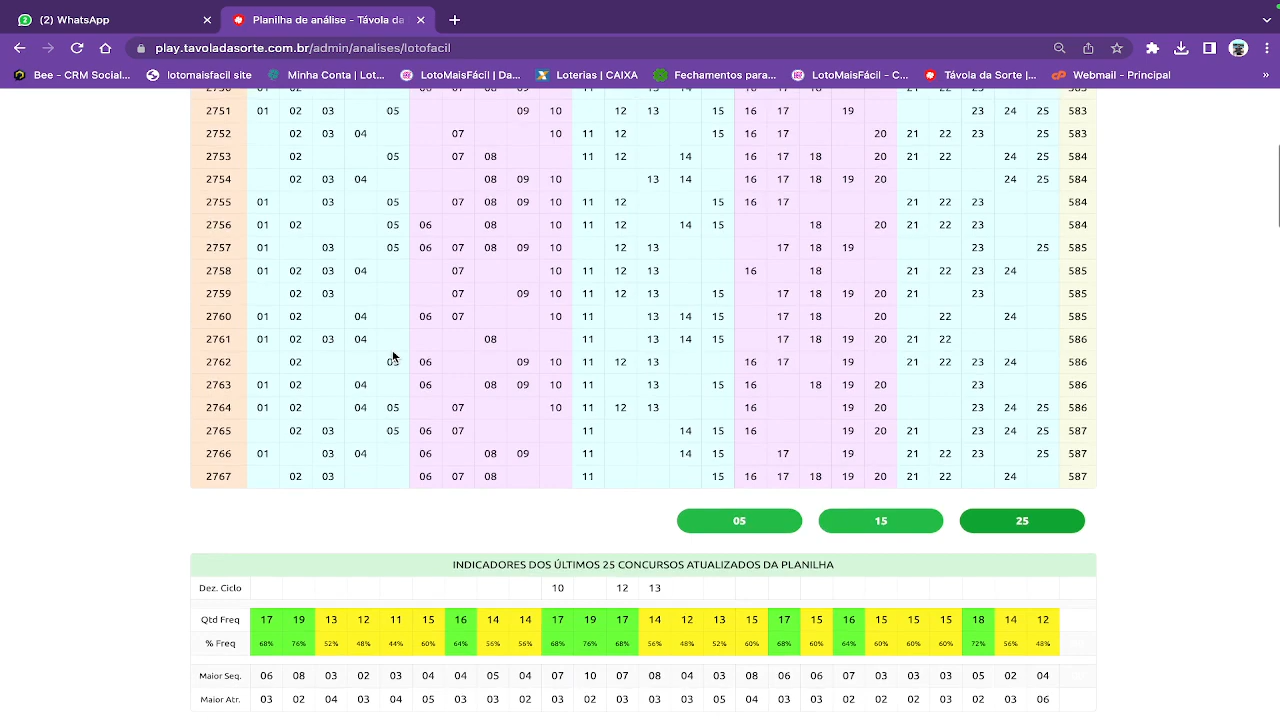 (2) WhatsApp
Planilha de análise - Távola da
play.tavoladasorte.com.br/admin/analises/lotofacil
Bee - CRM Social... lotomaisfacil site Minha Conta | Lot... LotoMaisFácil | Da... Loterias | CAIXA Fechamentos para... LotoMaisFácil - C... Távola da Sorte |... Webmail - Principal »
2751 01 02 03 05 09 10 11 12 13 15 16 17 19 23 24 25 583
2752 02 03 04 07 10 11 12 15 16 17 20 21 22 23 25 583
2753 02 05 07 08 11 12 14 16 17 18 20 21 22 24 25 584
2754 02 03 04 08 09 10 13 14 16 17 18 19 20 24 25 584
2755 01 03 05 07 08 09 10 11 12 15 16 17 21 22 23 584
2756 01 02 05 06 08 10 11 12 14 15 18 20 21 22 23 584
2757 01 03 05 06 07 08 09 10 12 13 17 18 19 23 25 585
2758 01 02 03 04 07 10 11 12 13 16 18 21 22 23 24 585
2759 02 03 07 09 10 11 12 13 15 17 18 19 20 21 23 585
2760 01 02 04 06 07 10 11 13 14 15 17 18 20 22 24 585
2761 01 02 03 04 08 11 13 14 15 17 18 19 20 21 22 586
2762 02 05 06 09 10 11 12 13 16 17 19 21 22 23 24 586
2763 01 02 04 06 08 09 10 11 13 15 16 18 19 20 23 586
2764 01 02 04 05 07 10 11 12 13 16 19 20 23 24 25 586
2765 02 03 05 06 07 11 14 15 16 19 20 21 23 24 25 587
2766 01 03 04 06 08 09 11 14 15 17 19 21 22 23 25 587
2767 02 03 06 07 08 11 15 16 17 18 19 20 21 22 24 587
05 15 25
INDICADORES DOS ÚLTIMOS 25 CONCURSOS ATUALIZADOS DA PLANILHA
Dez. Ciclo 10 12 13
Qtd Freq 17 19 13 12 11 15 16 14 14 17 19 17 14 12 13 15 17 15 16 15 15 15 18 14 12
% Freq 68% 76% 52% 48% 44% 60% 64% 56% 56% 68% 76% 68% 56% 48% 52% 60% 68% 60% 64% 60% 60% 60% 72% 56% 48%
Maior Seq. 06 08 03 02 03 04 04 05 04 07 10 07 08 04 03 08 06 06 07 03 03 03 05 02 04
Maior Atr. 03 02 04 03 04 05 03 03 02 03 02 03 03 03 05 04 03 03 02 02 02 03 02 03 06